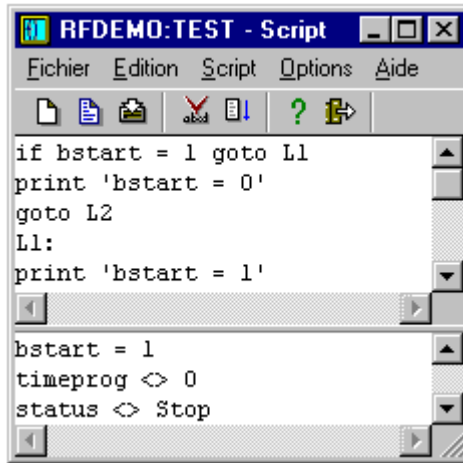 RFDEMO:TEST - Script
Fichier Edition Script Options Aide
if bstart = 1 goto L1
print 'bstart = 0'
goto L2
L1:
print 'bstart = 1'
bstart = 1
timeprog <> 0
status <> Stop